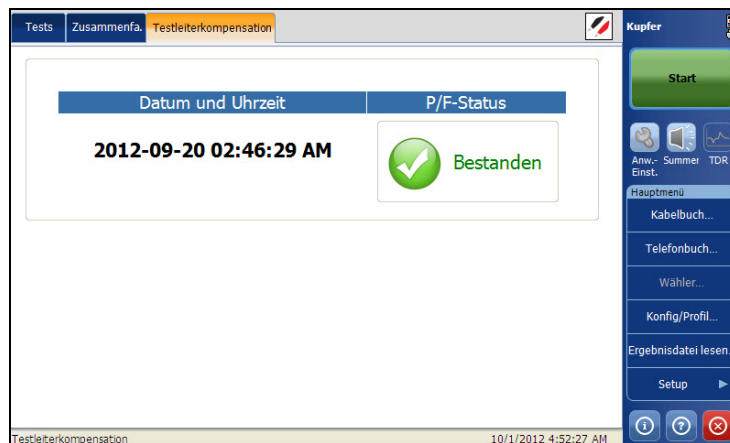 Tests Zusammenfa. Testleiterkompensation
Datum und Uhrzeit P/F-Status
2012-09-20 02:46:29 AM Bestanden
Testleiterkompensation 10/1/2012 4:52:27 AM
Kupfer
Start
Anw.- Summer TDR
Einst.
Hauptmenü
Kabelbuch...
Telefonbuch...
Wähler...
Konfig/Profil...
Ergebnisdatei lesen.
Setup